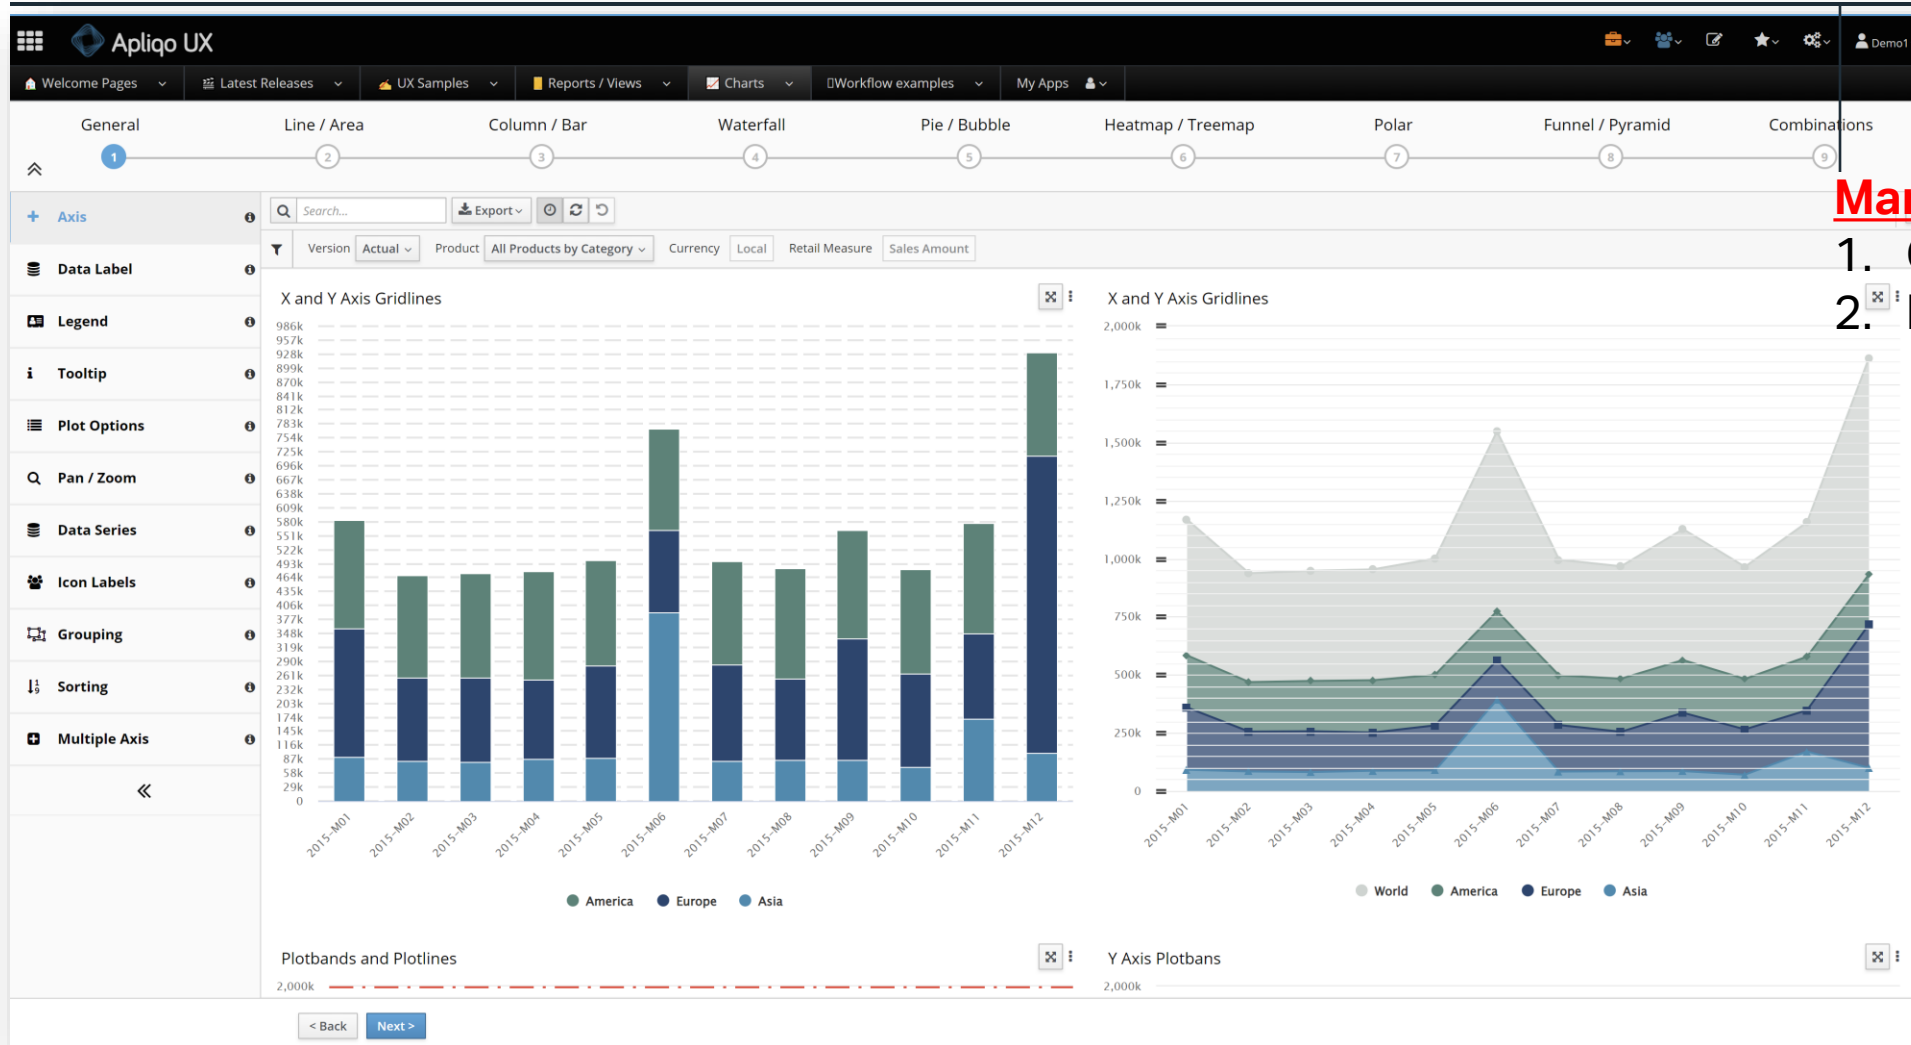 Apliqo UX
Demo1
Welcome Pages
Latest Releases
UX Samples
Reports / Views
Charts
Workflow examples
My Apps
General
Line / Area
Column / Bar
Waterfall
Pie / Bubble
Heatmap / Treemap
Polar
Funnel / Pyramid
Combinations
1
2
3
4
5
6
7
8
9
Axis
Data Label
Legend
Tooltip
Plot Options
Pan / Zoom
Data Series
Icon Labels
Grouping
Sorting
Multiple Axis
Search...
Export
Version Actual Product All Products by Category Currency Local Retail Measure Sales Amount
1.
2.
X and Y Axis Gridlines
986k
957k
928k
899k
870k
841k
812k
783k
754k
725k
696k
667k
638k
609k
580k
551k
522k
493k
464k
435k
406k
377k
348k
319k
290k
261k
232k
203k
174k
145k
116k
87k
58k
29k
0
2015-M01
2015-M02
2015-M03
2015-M04
2015-M05
2015-M06
2015-M07
2015-M08
2015-M09
2015-M10
2015-M11
2015-M12
America Europe Asia
X and Y Axis Gridlines
2,000k
1,750k
1,500k
1,250k
1,000k
750k
500k
250k
0
2015-M01
2015-M02
2015-M03
2015-M04
2015-M05
2015-M06
2015-M07
2015-M08
2015-M09
2015-M10
2015-M11
2015-M12
World America Europe Asia
Plotbands and Plotlines
2,000k
Y Axis Plotbans
2,000k
< Back
Next >